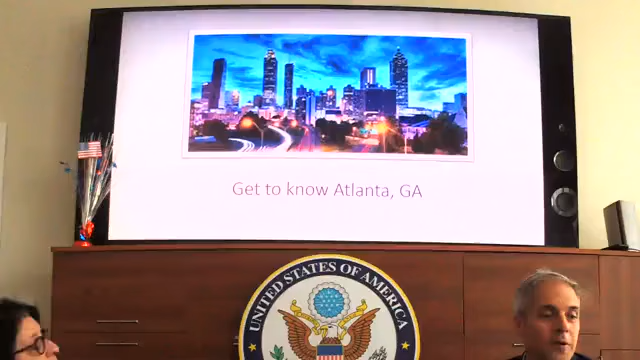 Get to know Atlanta, GA
UNITED STATES OF AMERICA